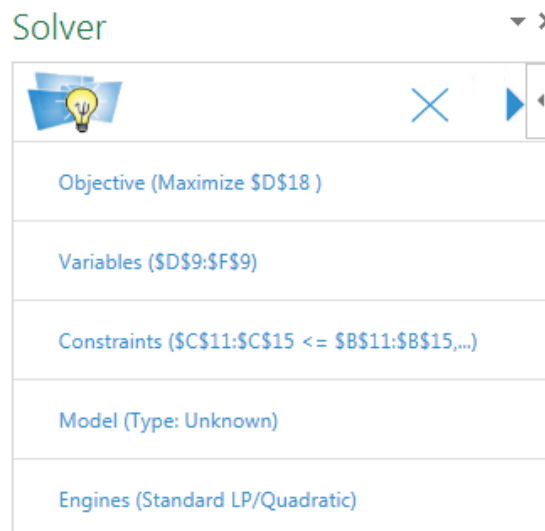 Solver
Objective (Maximize $D$18 )
Variables ($D$9:$F$9)
Constraints ($C$11:$C$15 <= $B$11:$B$15,...)
Model (Type: Unknown)
Engines (Standard LP/Quadratic)